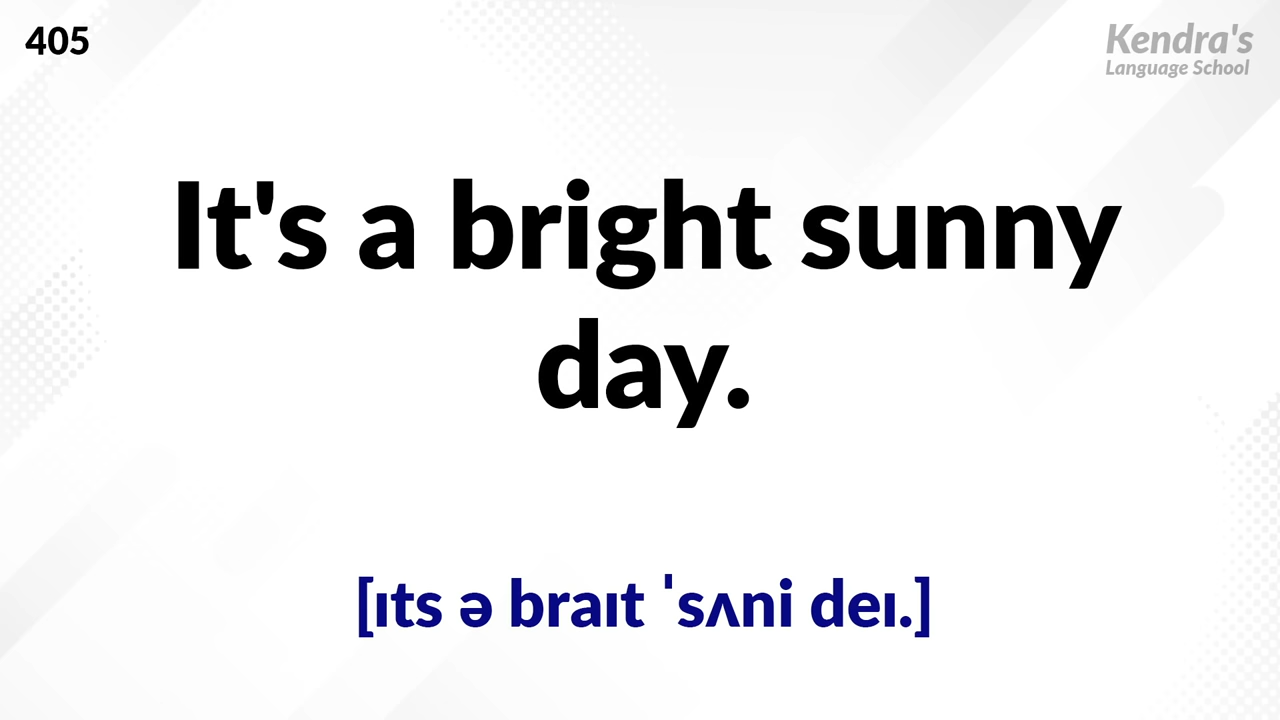 405
Kendra's
Language School
It's a bright sunny
day.
[ɪts ə braɪt ˈsʌni deɪ.]